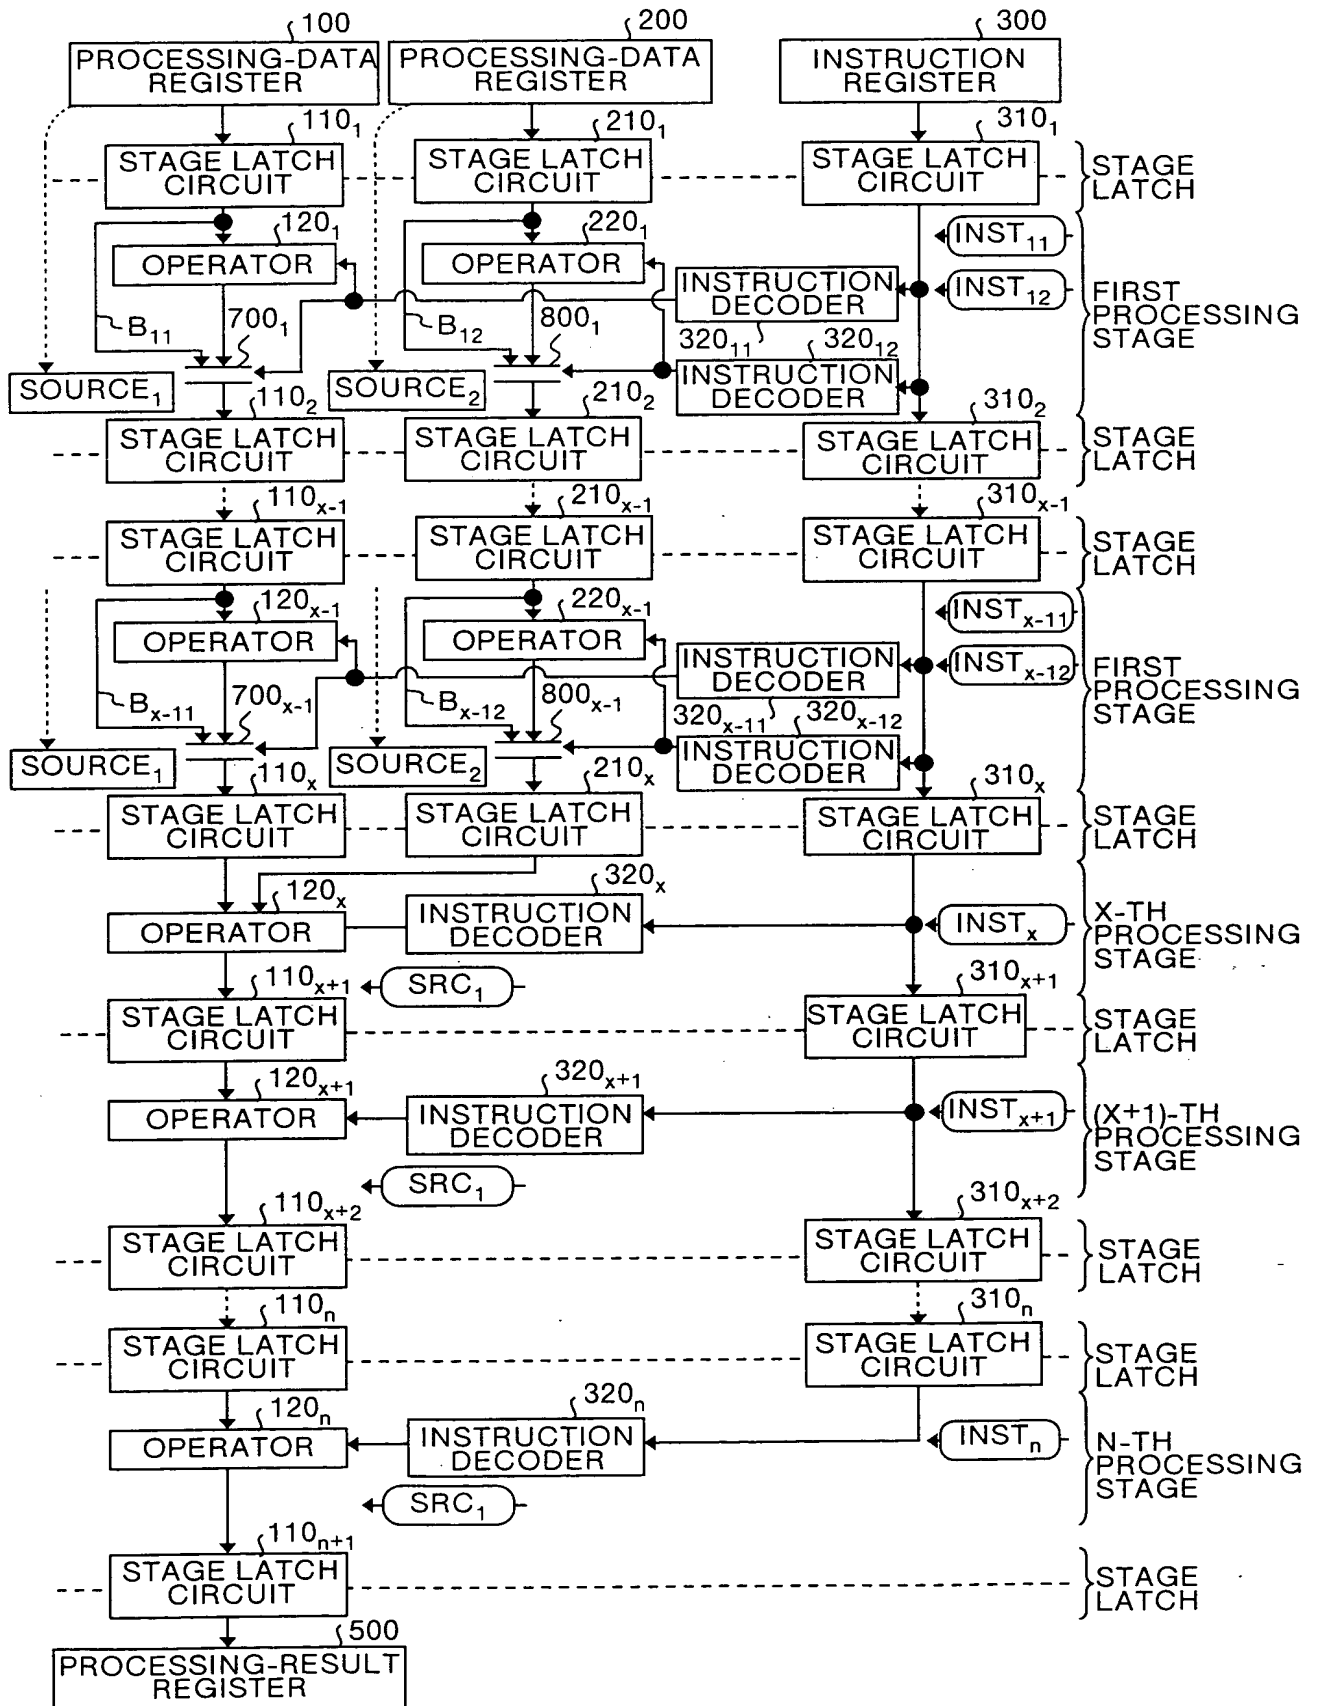 100
200
300
PROCESSING-DATA
REGISTER
PROCESSING-DATA
REGISTER
INSTRUCTION
REGISTER
110₁
210₁
310₁
STAGE LATCH
CIRCUIT
STAGE LATCH
CIRCUIT
STAGE LATCH
CIRCUIT
STAGE
LATCH
120₁
220₁
INST₁₁
OPERATOR
OPERATOR
INSTRUCTION
DECODER
INST₁₂
FIRST
PROCESSING
STAGE
B₁₁
700₁
B₁₂
800₁
320₁₁
320₁₂
SOURCE₁
SOURCE₂
INSTRUCTION
DECODER
110₂
210₂
310₂
STAGE LATCH
CIRCUIT
STAGE LATCH
CIRCUIT
STAGE LATCH
CIRCUIT
STAGE
LATCH
110ₓ₋₁
210ₓ₋₁
310ₓ₋₁
STAGE LATCH
CIRCUIT
STAGE LATCH
CIRCUIT
STAGE LATCH
CIRCUIT
STAGE
LATCH
120ₓ₋₁
220ₓ₋₁
INSTₓ₋₁₁
OPERATOR
OPERATOR
INSTRUCTION
DECODER
INSTₓ₋₁₂
FIRST
PROCESSING
STAGE
Bₓ₋₁₁
700ₓ₋₁
Bₓ₋₁₂
800ₓ₋₁
320ₓ₋₁₁
320ₓ₋₁₂
SOURCE₁
SOURCE₂
INSTRUCTION
DECODER
110ₓ
210ₓ
310ₓ
STAGE LATCH
CIRCUIT
STAGE LATCH
CIRCUIT
STAGE LATCH
CIRCUIT
STAGE
LATCH
120ₓ
320ₓ
OPERATOR
INSTRUCTION
DECODER
INSTₓ
X-TH
PROCESSING
STAGE
110ₓ₊₁
SRC₁
310ₓ₊₁
STAGE LATCH
CIRCUIT
STAGE LATCH
CIRCUIT
STAGE
LATCH
120ₓ₊₁
320ₓ₊₁
OPERATOR
INSTRUCTION
DECODER
INSTₓ₊₁
(X+1)-TH
PROCESSING
STAGE
SRC₁
110ₓ₊₂
310ₓ₊₂
STAGE LATCH
CIRCUIT
STAGE LATCH
CIRCUIT
STAGE
LATCH
110ₙ
310ₙ
STAGE LATCH
CIRCUIT
STAGE LATCH
CIRCUIT
STAGE
LATCH
120ₙ
320ₙ
OPERATOR
INSTRUCTION
DECODER
INSTₙ
N-TH
PROCESSING
STAGE
SRC₁
110ₙ₊₁
STAGE LATCH
CIRCUIT
STAGE
LATCH
500
PROCESSING-RESULT
REGISTER